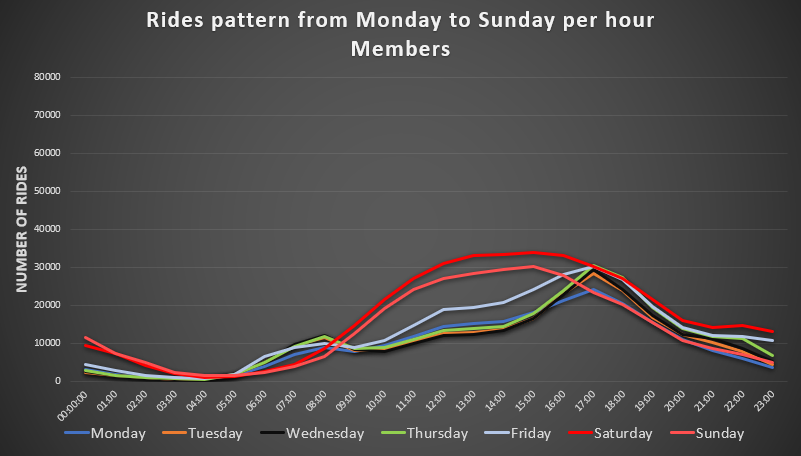 Rides pattern from Monday to Sunday per hour
Members
80000
70000
60000
50000
40000
30000
20000
10000
0
NUMBER OF RIDES
00:00:00 01:00 02:00 03:00 04:00 05:00 06:00 07:00 08:00 09:00 10:00 11:00 12:00 13:00 14:00 15:00 16:00 17:00 18:00 19:00 20:00 21:00 22:00 23:00
Monday Tuesday Wednesday Thursday Friday Saturday Sunday